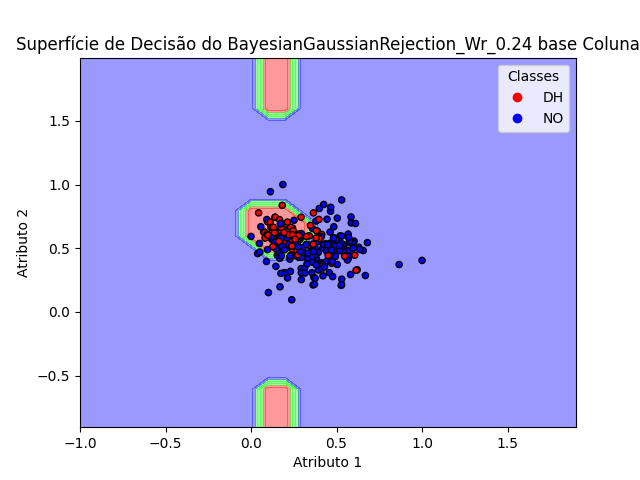 Superfície de Decisão do BayesianGaussianRejection_Wr_0.24 base Coluna
Classes
DH
NO
1.5
1.0
0.5
0.0
−0.5
Atributo 2
−1.0
−0.5
0.0
0.5
1.0
1.5
Atributo 1